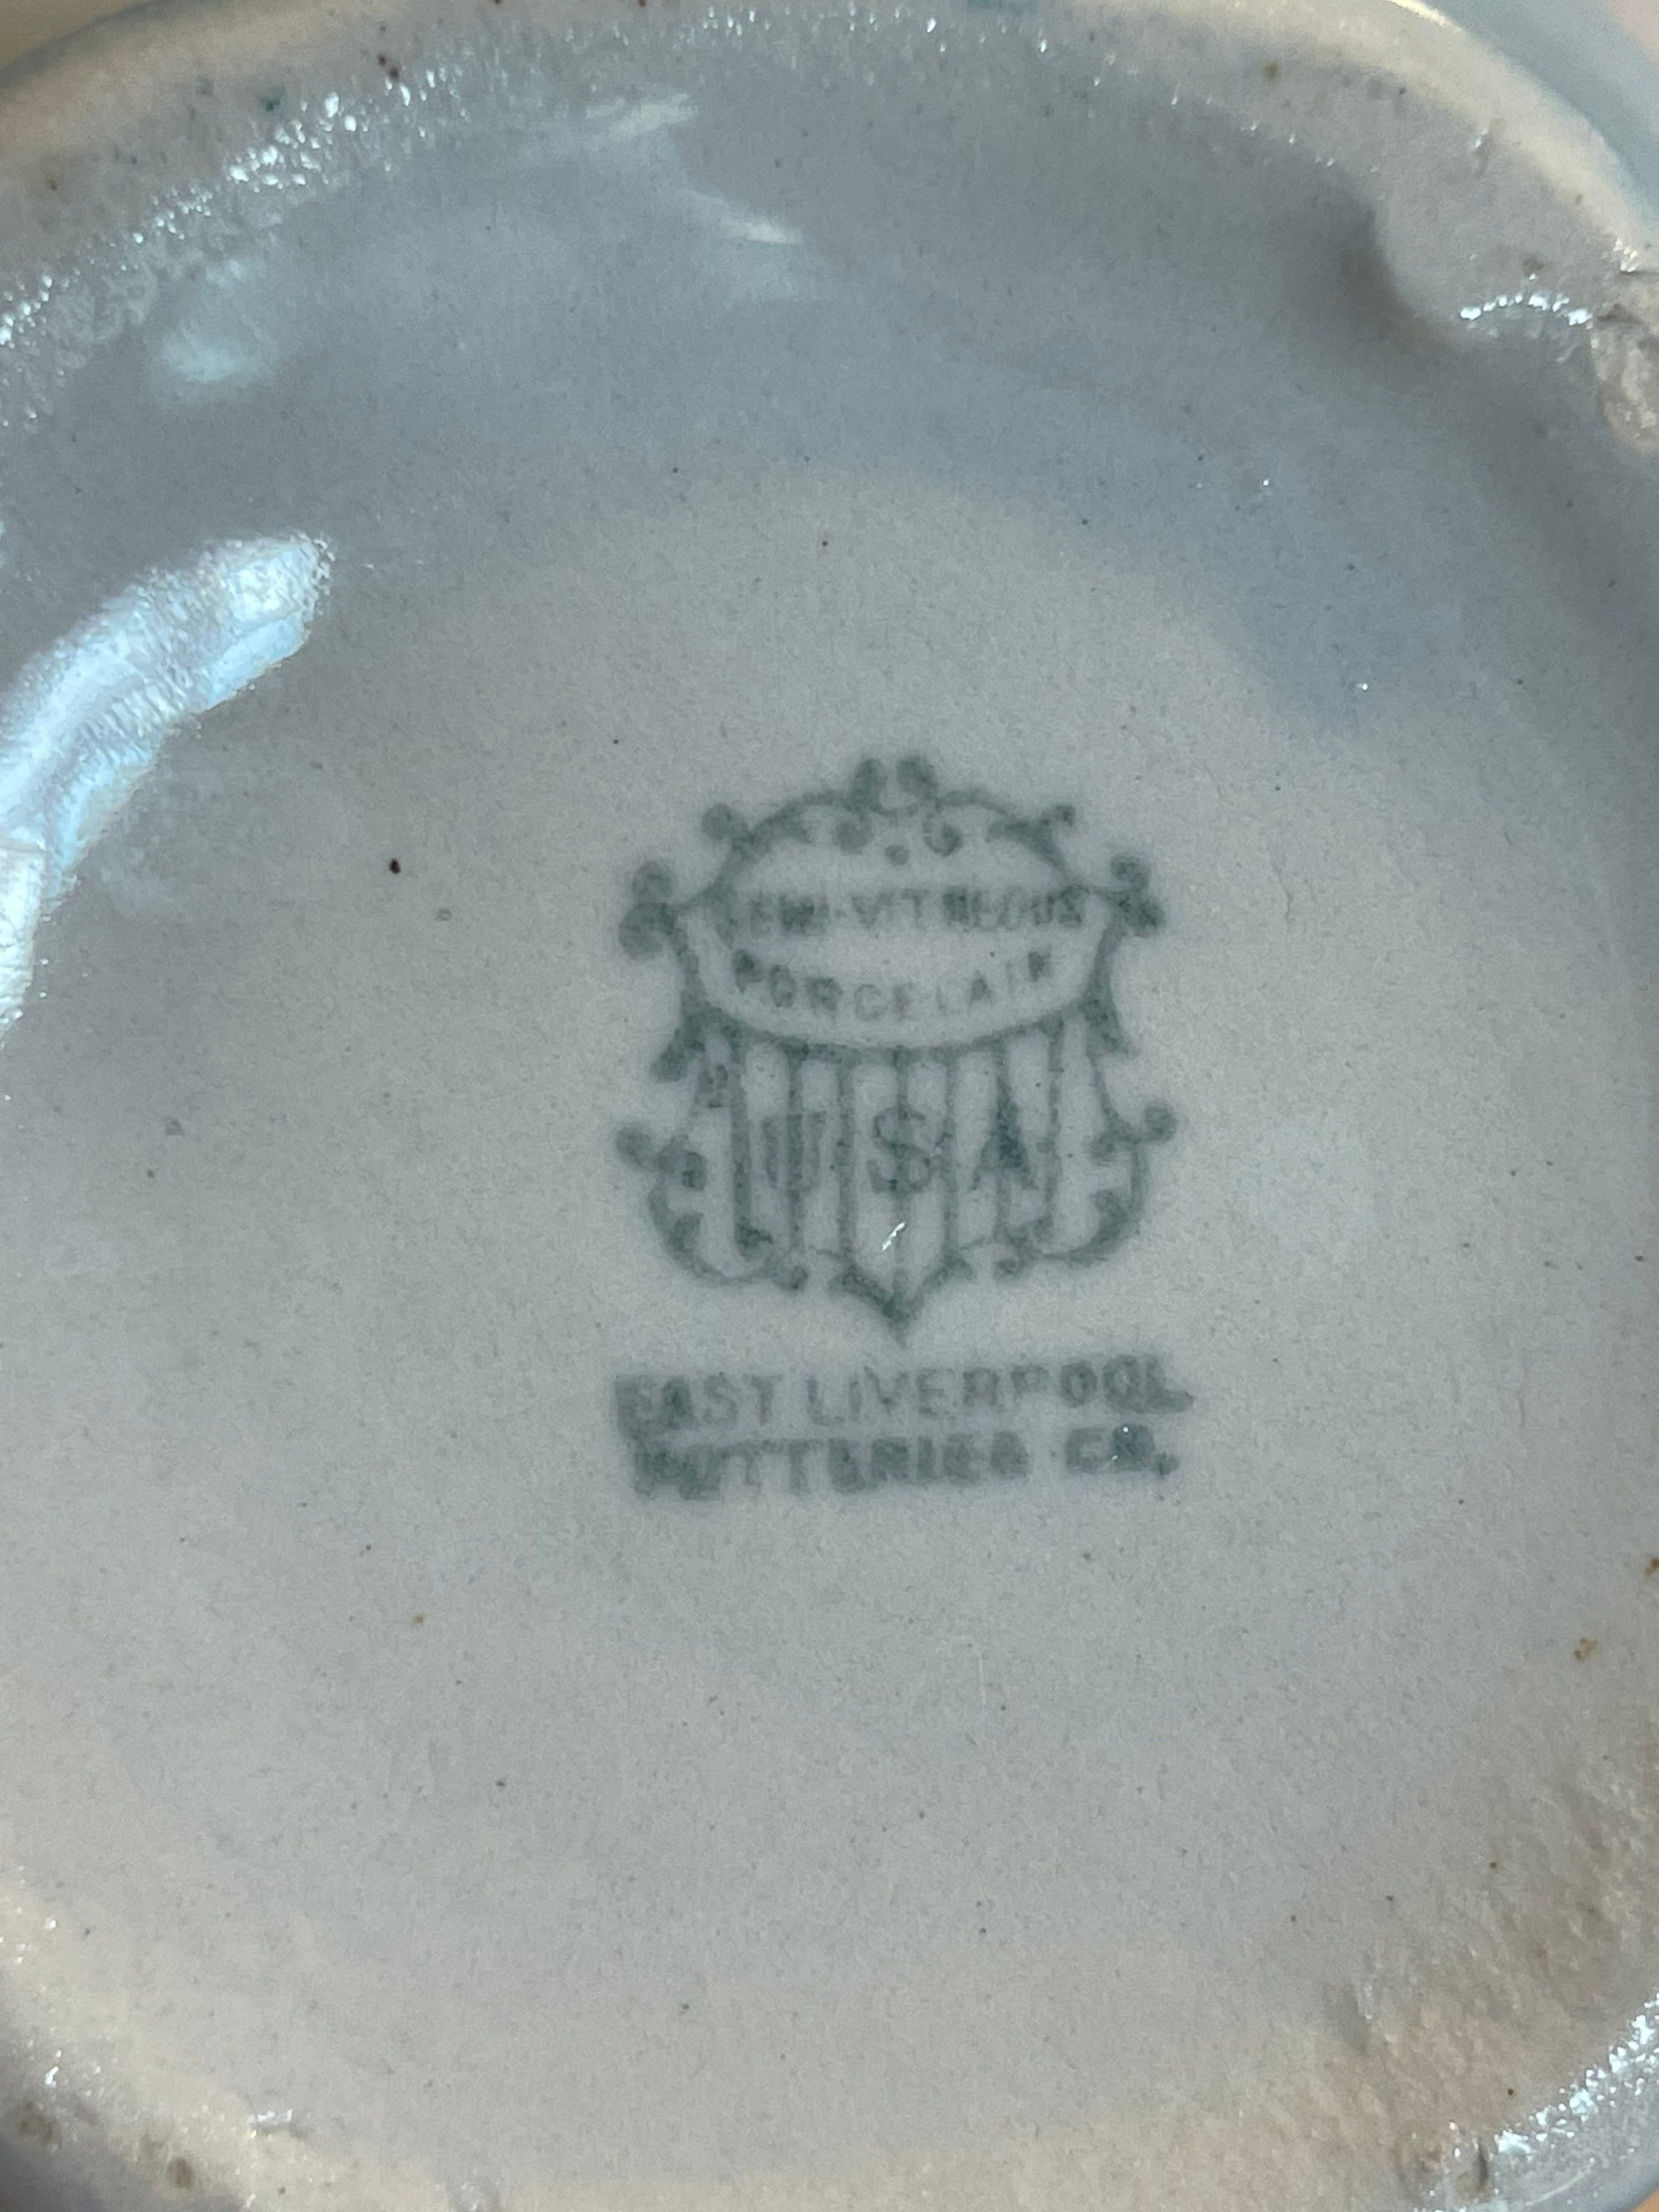 SEMI-VITREOUS
PORCELAIN
USA
EAST LIVERPOOL
POTTERIES CO.